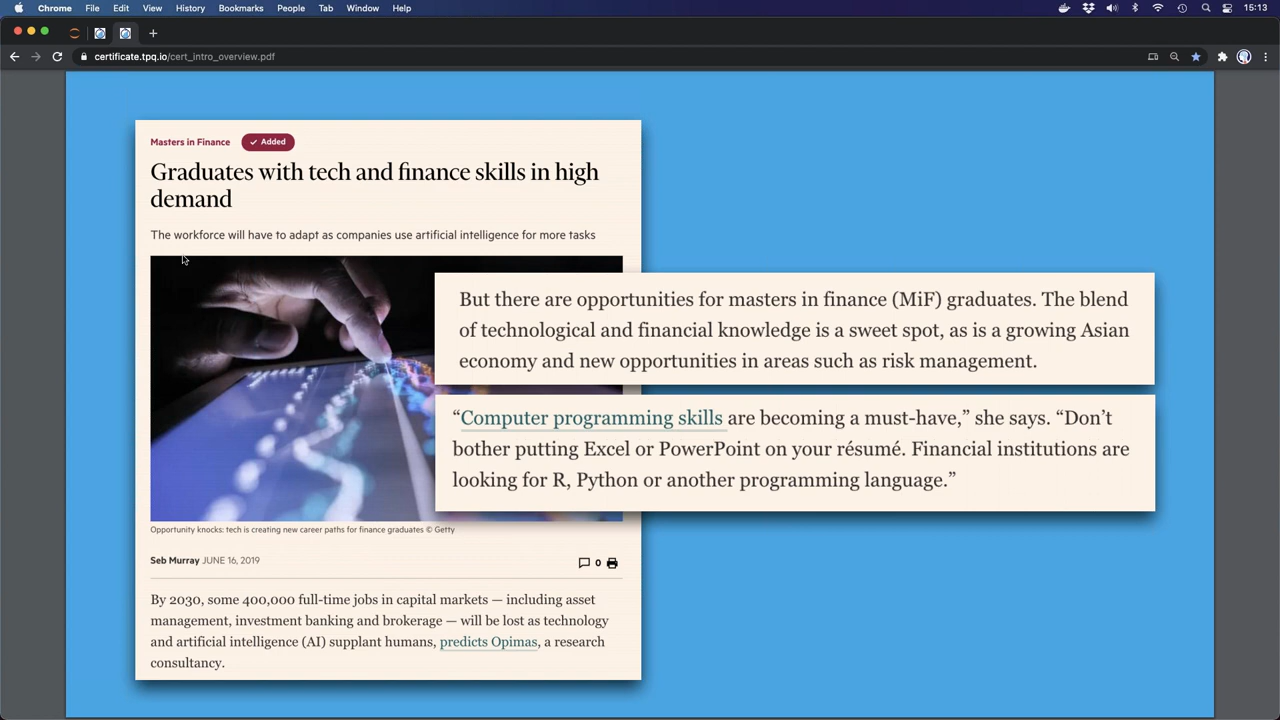 Chrome File Edit View History Bookmarks People Tab Window Help 15:13
certificate.tpq.io/cert_intro_overview.pdf
Masters in Finance Added
Graduates with tech and finance skills in high
demand
The workforce will have to adapt as companies use artificial intelligence for more tasks
But there are opportunities for masters in finance (MiF) graduates. The blend
of technological and financial knowledge is a sweet spot, as is a growing Asian
economy and new opportunities in areas such as risk management.
“Computer programming skills are becoming a must-have,” she says. “Don’t
bother putting Excel or PowerPoint on your résumé. Financial institutions are
looking for R, Python or another programming language.”
Opportunity knocks: tech is creating new career paths for finance graduates © Getty
Seb Murray JUNE 16, 2019 0
By 2030, some 400,000 full-time jobs in capital markets — including asset
management, investment banking and brokerage — will be lost as technology
and artificial intelligence (AI) supplant humans, predicts Opimas, a research
consultancy.